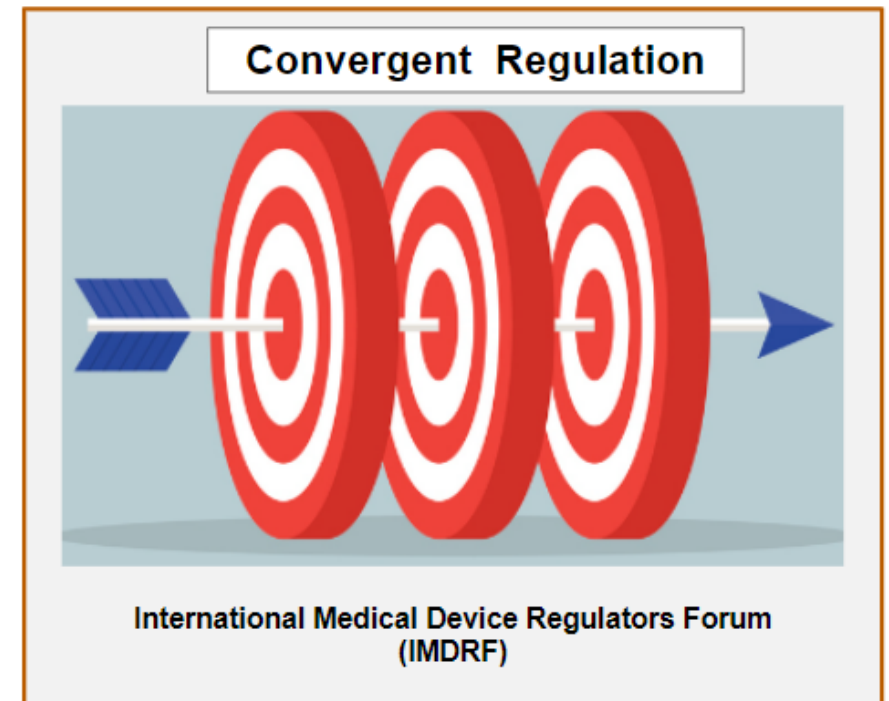 Convergent Regulation
International Medical Device Regulators Forum
(IMDRF)